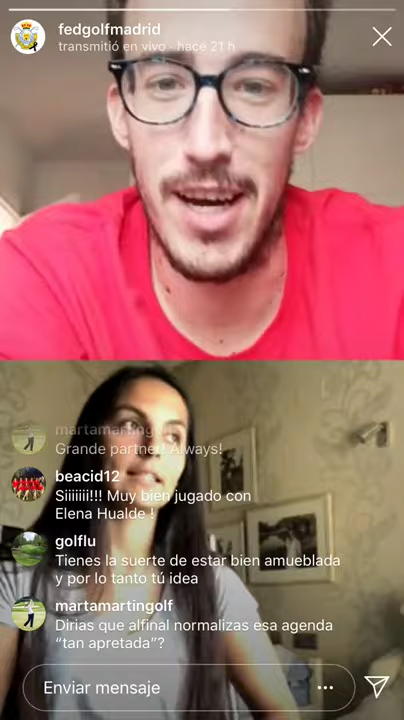 fedgolfmadrid
transmitió en vivo · hace 21 h
martamartingolf
Grande partner! Always!
beacid12
Siiiiiii!!! Muy bien jugado con
Elena Hualde !
golflu
Tienes la suerte de estar bien amueblada
y por lo tanto tú idea
martamartingolf
Dirias que alfinal normalizas esa agenda
“tan apretada”?
Enviar mensaje